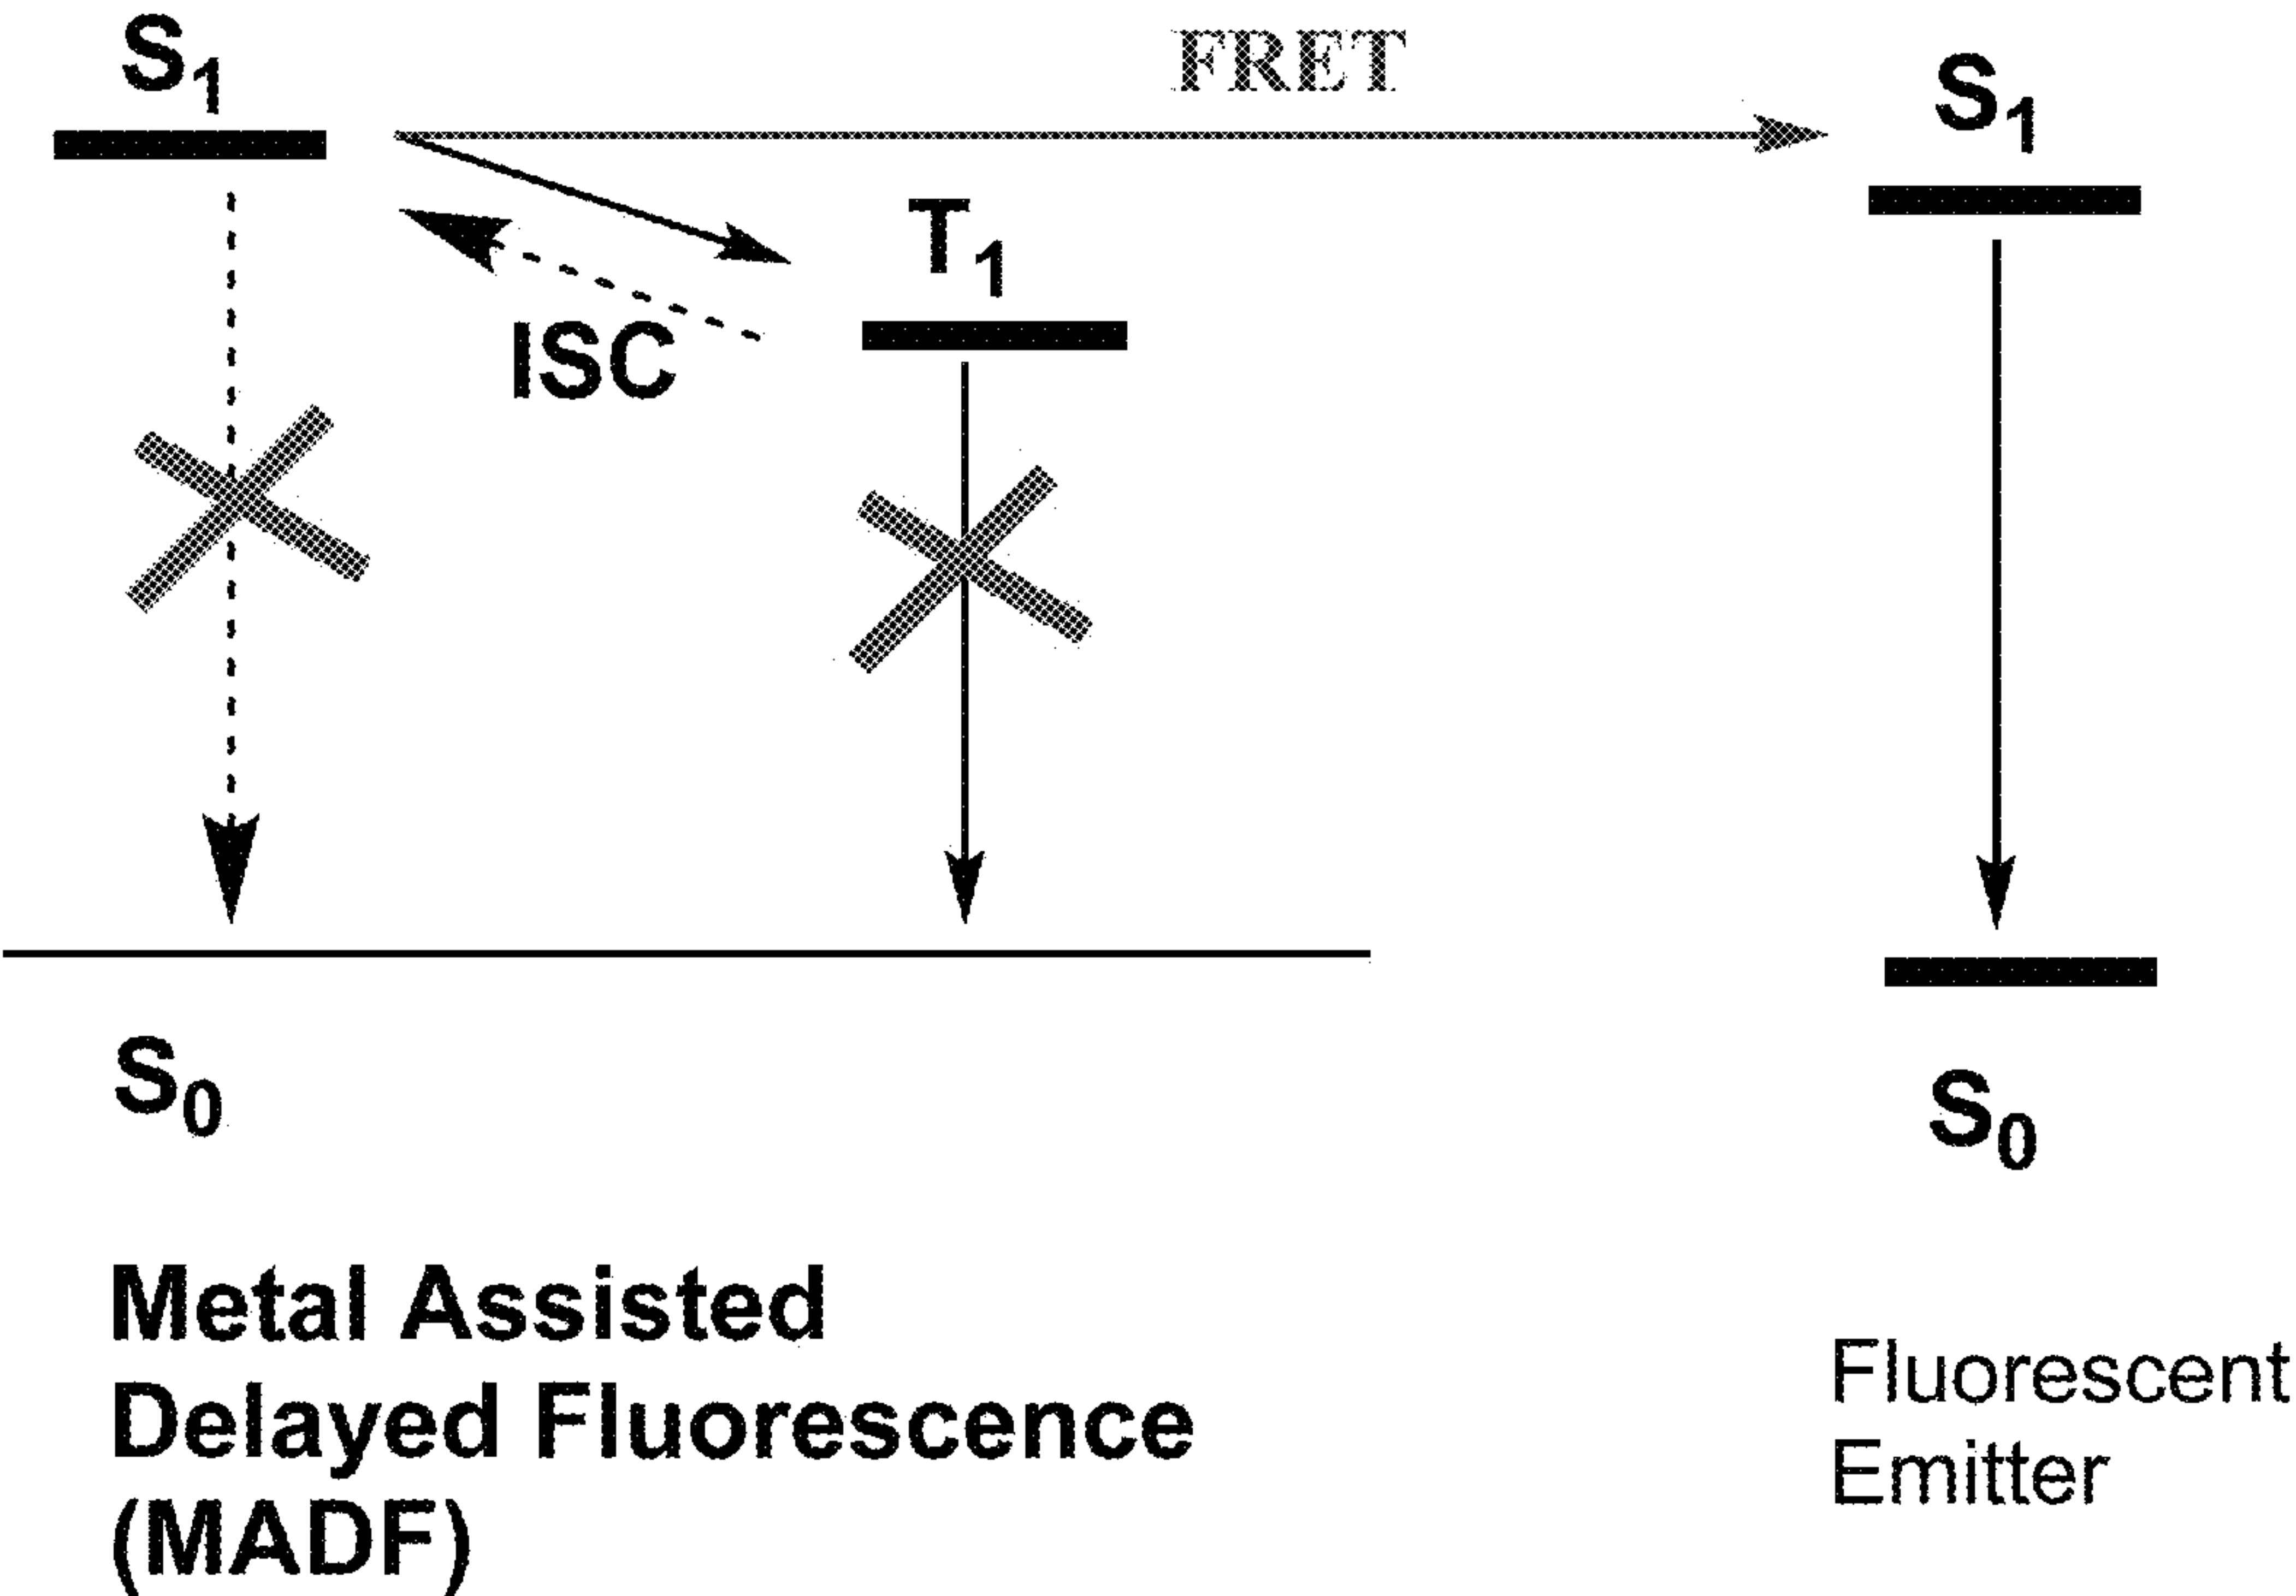 S1
FRET
S1
T1
ISC
S0
S0
Metal Assisted
Delayed Fluorescence
(MADF)
Fluorescent
Emitter